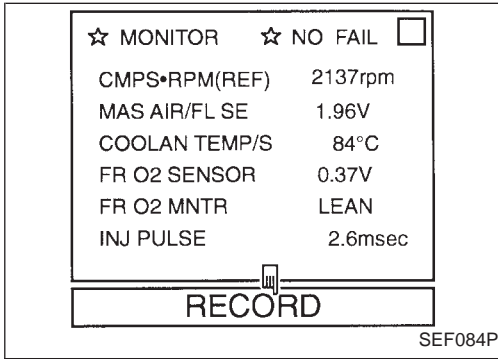 ☆ MONITOR ☆ NO FAIL
CMPS•RPM(REF) 2137rpm
MAS AIR/FL SE 1.96V
COOLAN TEMP/S 84°C
FR O2 SENSOR 0.37V
FR O2 MNTR LEAN
INJ PULSE 2.6msec
RECORD
SEF084P